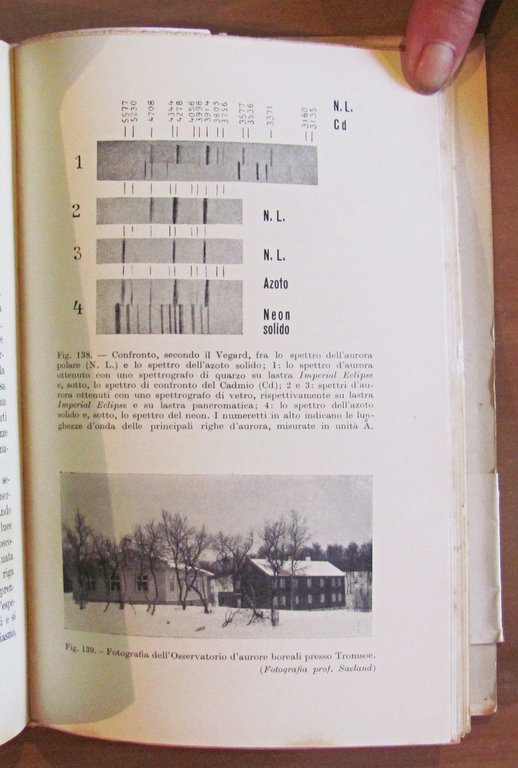 5577
5230
4708
4344
4278
4058
3998
3914
3805
3756
3577
3536
3371
3160
3135
N.L.
Cd
1
2
N.L.
3
N.L.
Azoto
4
Neon
solido
Fig. 138. — Confronto, secondo il Vegard, fra lo spettro dell'aurora
polare (N. L.) e lo spettro dell'azoto solido; 1: lo spettro d'aurora
ottenuto con uno spettrografo di quarzo su lastra Imperial Eclipse
e, sotto, lo spettro di confronto del Cadmio (Cd); 2 e 3: spettri d'au-
rora ottenuti con uno spettrografo di vetro, rispettivamente su lastra
Imperial Eclipse e su lastra pancromatica; 4: lo spettro dell'azoto
solido e, sotto, lo spettro del neon. I numeretti in alto indicano le lun-
ghezze d'onda delle principali righe d'aurora, misurate in unità Å.
Fig. 139. - Fotografia dell'Osservatorio d'aurore boreali presso Tromsoe.
(Fotografia prof. Saeland)